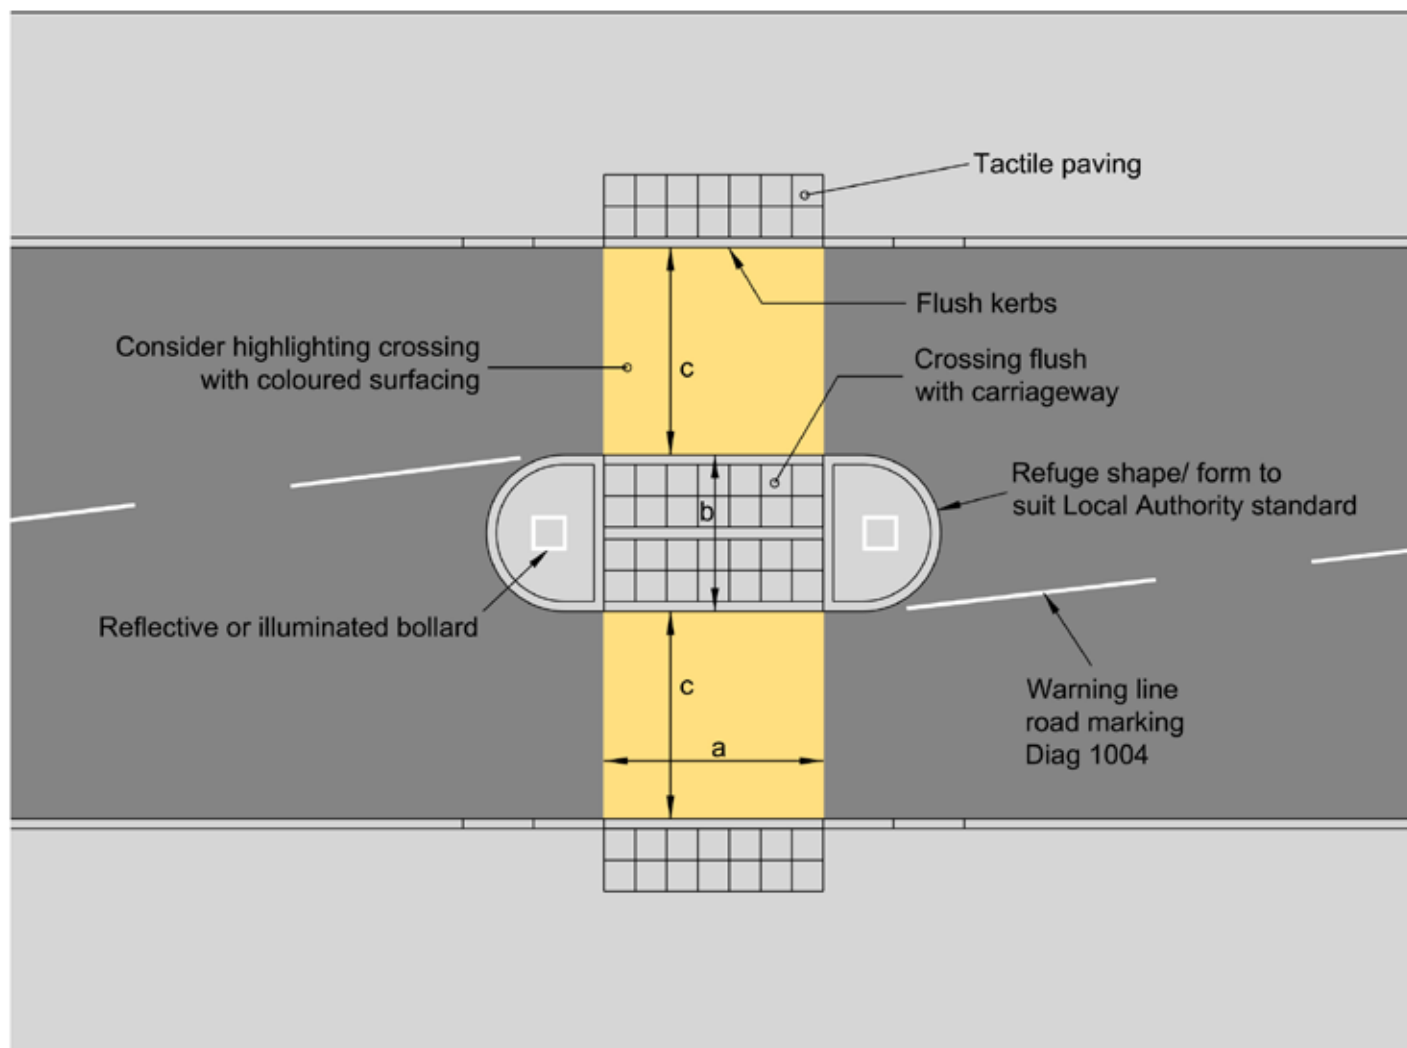 Tactile paving
Flush kerbs
Consider highlighting crossing
with coloured surfacing
c
Crossing flush
with carriageway
Refuge shape/ form to
suit Local Authority standard
b
Reflective or illuminated bollard
c
Warning line
road marking
Diag 1004
a